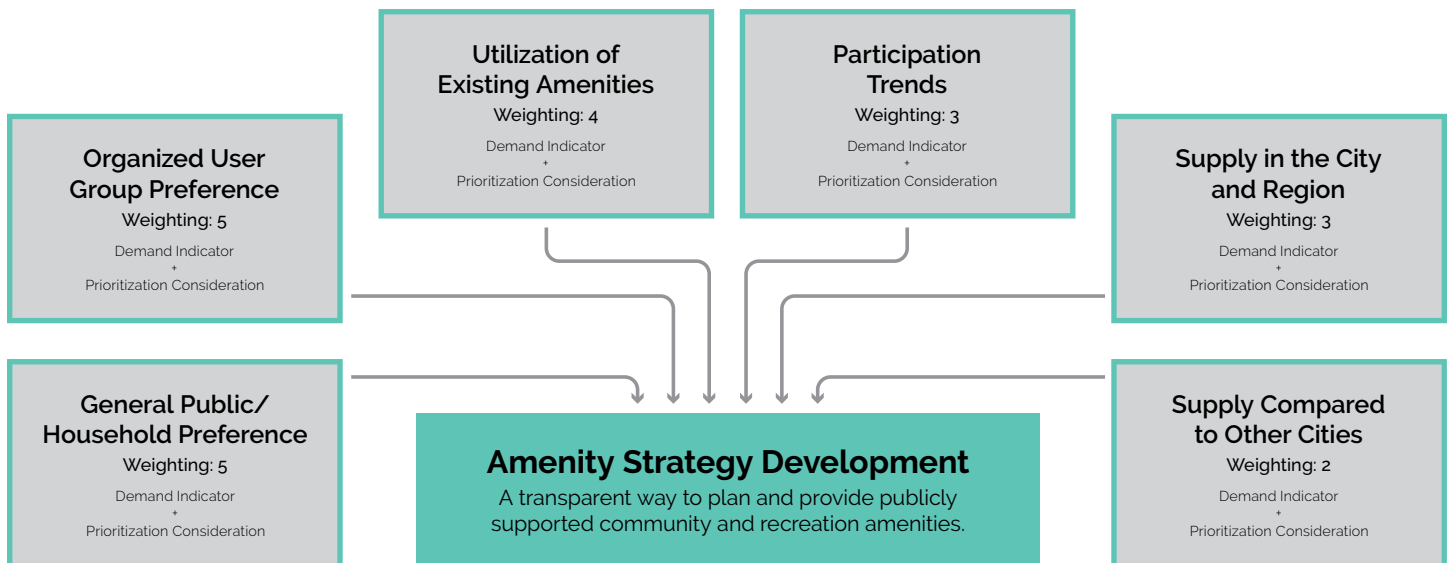 Utilization of
Existing Amenities
Weighting: 4
Demand Indicator
+
Prioritization Consideration
Participation
Trends
Weighting: 3
Demand Indicator
+
Prioritization Consideration
Organized User
Group Preference
Weighting: 5
Demand Indicator
+
Prioritization Consideration
Supply in the City
and Region
Weighting: 3
Demand Indicator
+
Prioritization Consideration
General Public/
Household Preference
Weighting: 5
Demand Indicator
+
Prioritization Consideration
Amenity Strategy Development
A transparent way to plan and provide publicly
supported community and recreation amenities.
Supply Compared
to Other Cities
Weighting: 2
Demand Indicator
+
Prioritization Consideration